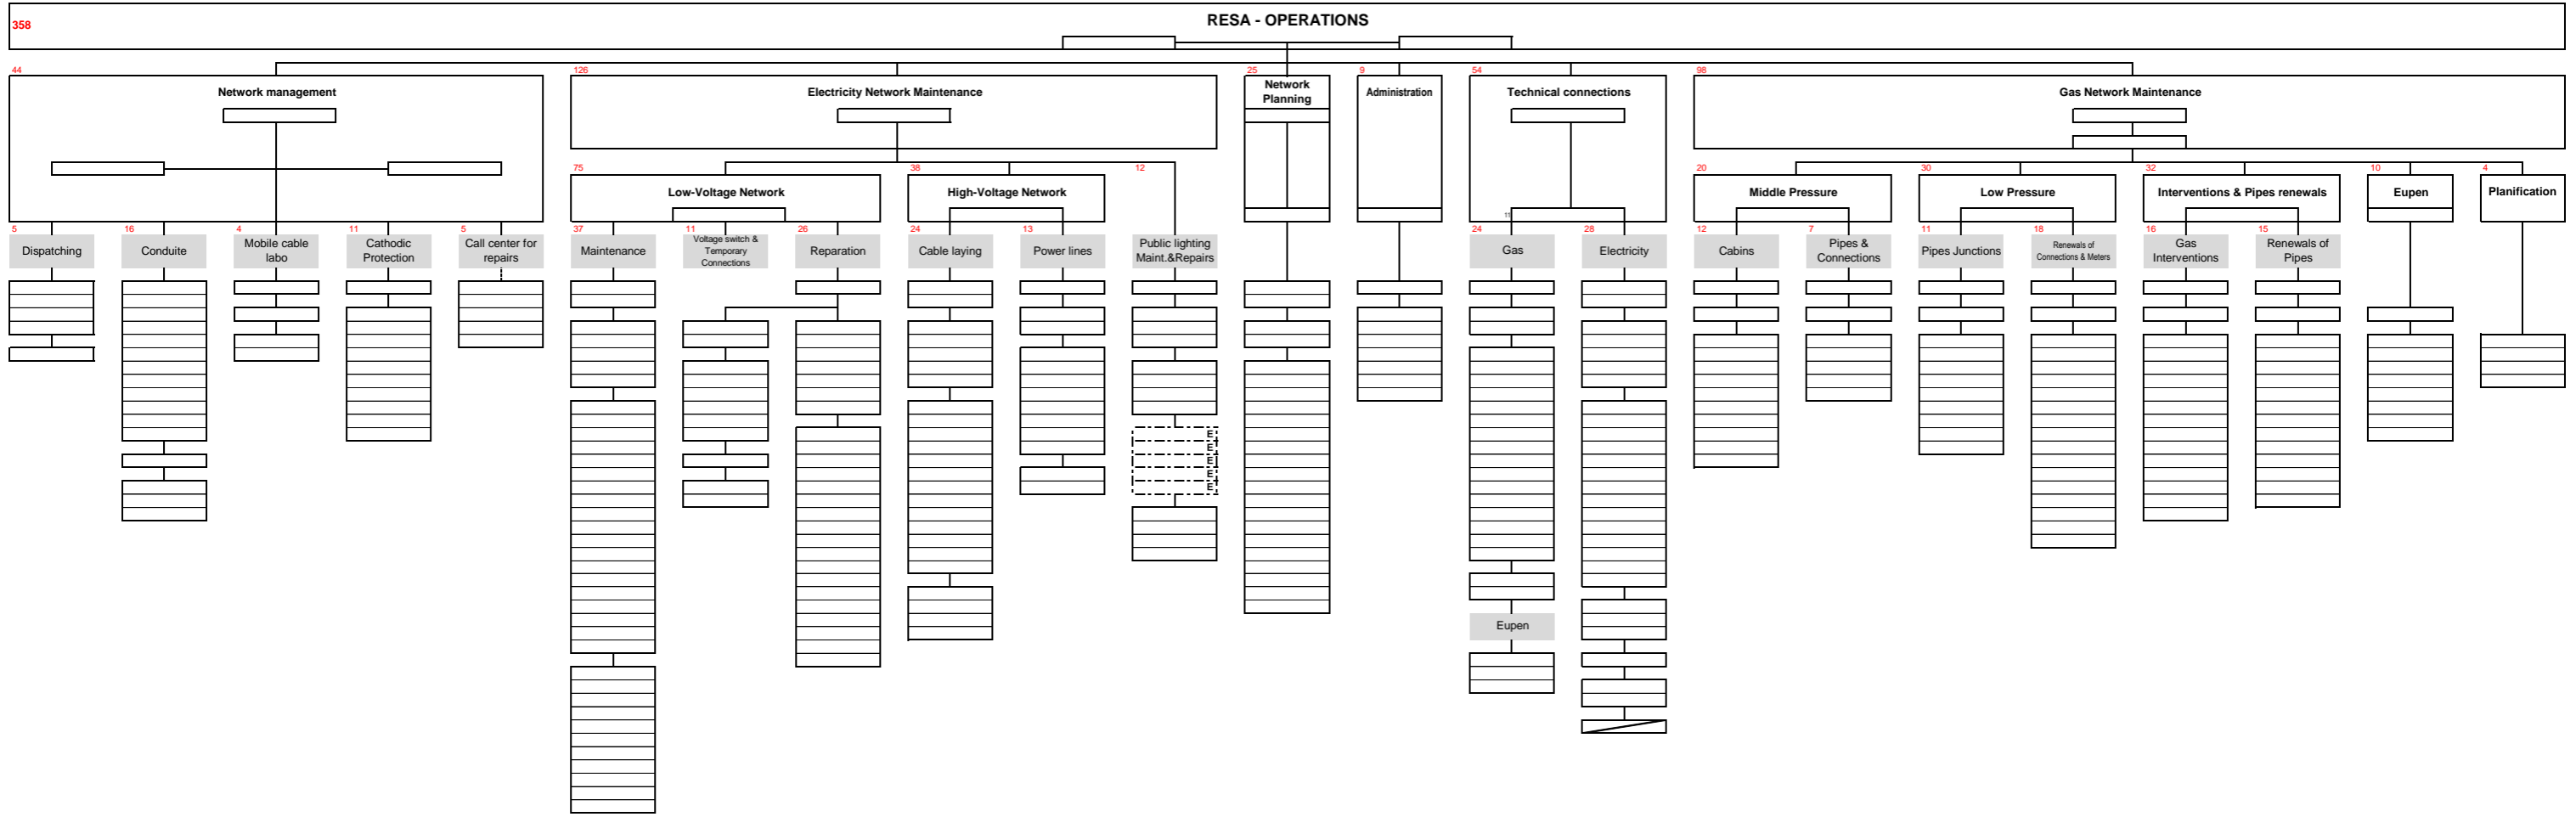 RESA - OPERATIONS
358
44
126
25
9
54
98
Network management
Electricity Network Maintenance
Network
Planning
Administration
Technical connections
Gas Network Maintenance
75
38
12
20
30
32
10
4
Low-Voltage Network
High-Voltage Network
Middle Pressure
Low Pressure
Interventions & Pipes renewals
Eupen
Planification
5
16
4
11
5
37
11
26
24
13
24
28
12
7
11
18
16
15
Dispatching
Conduite
Mobile cable
labo
Cathodic
Protection
Call center for
repairs
Maintenance
Voltage switch &
Temporary
Connections
Reparation
Cable laying
Power lines
Public lighting
Maint.&Repairs
Gas
Electricity
Cabins
Pipes &
Connections
Pipes Junctions
Renewals of
Connections & Meters
Gas
Interventions
Renewals of
Pipes
E
E
E
E
E
Eupen